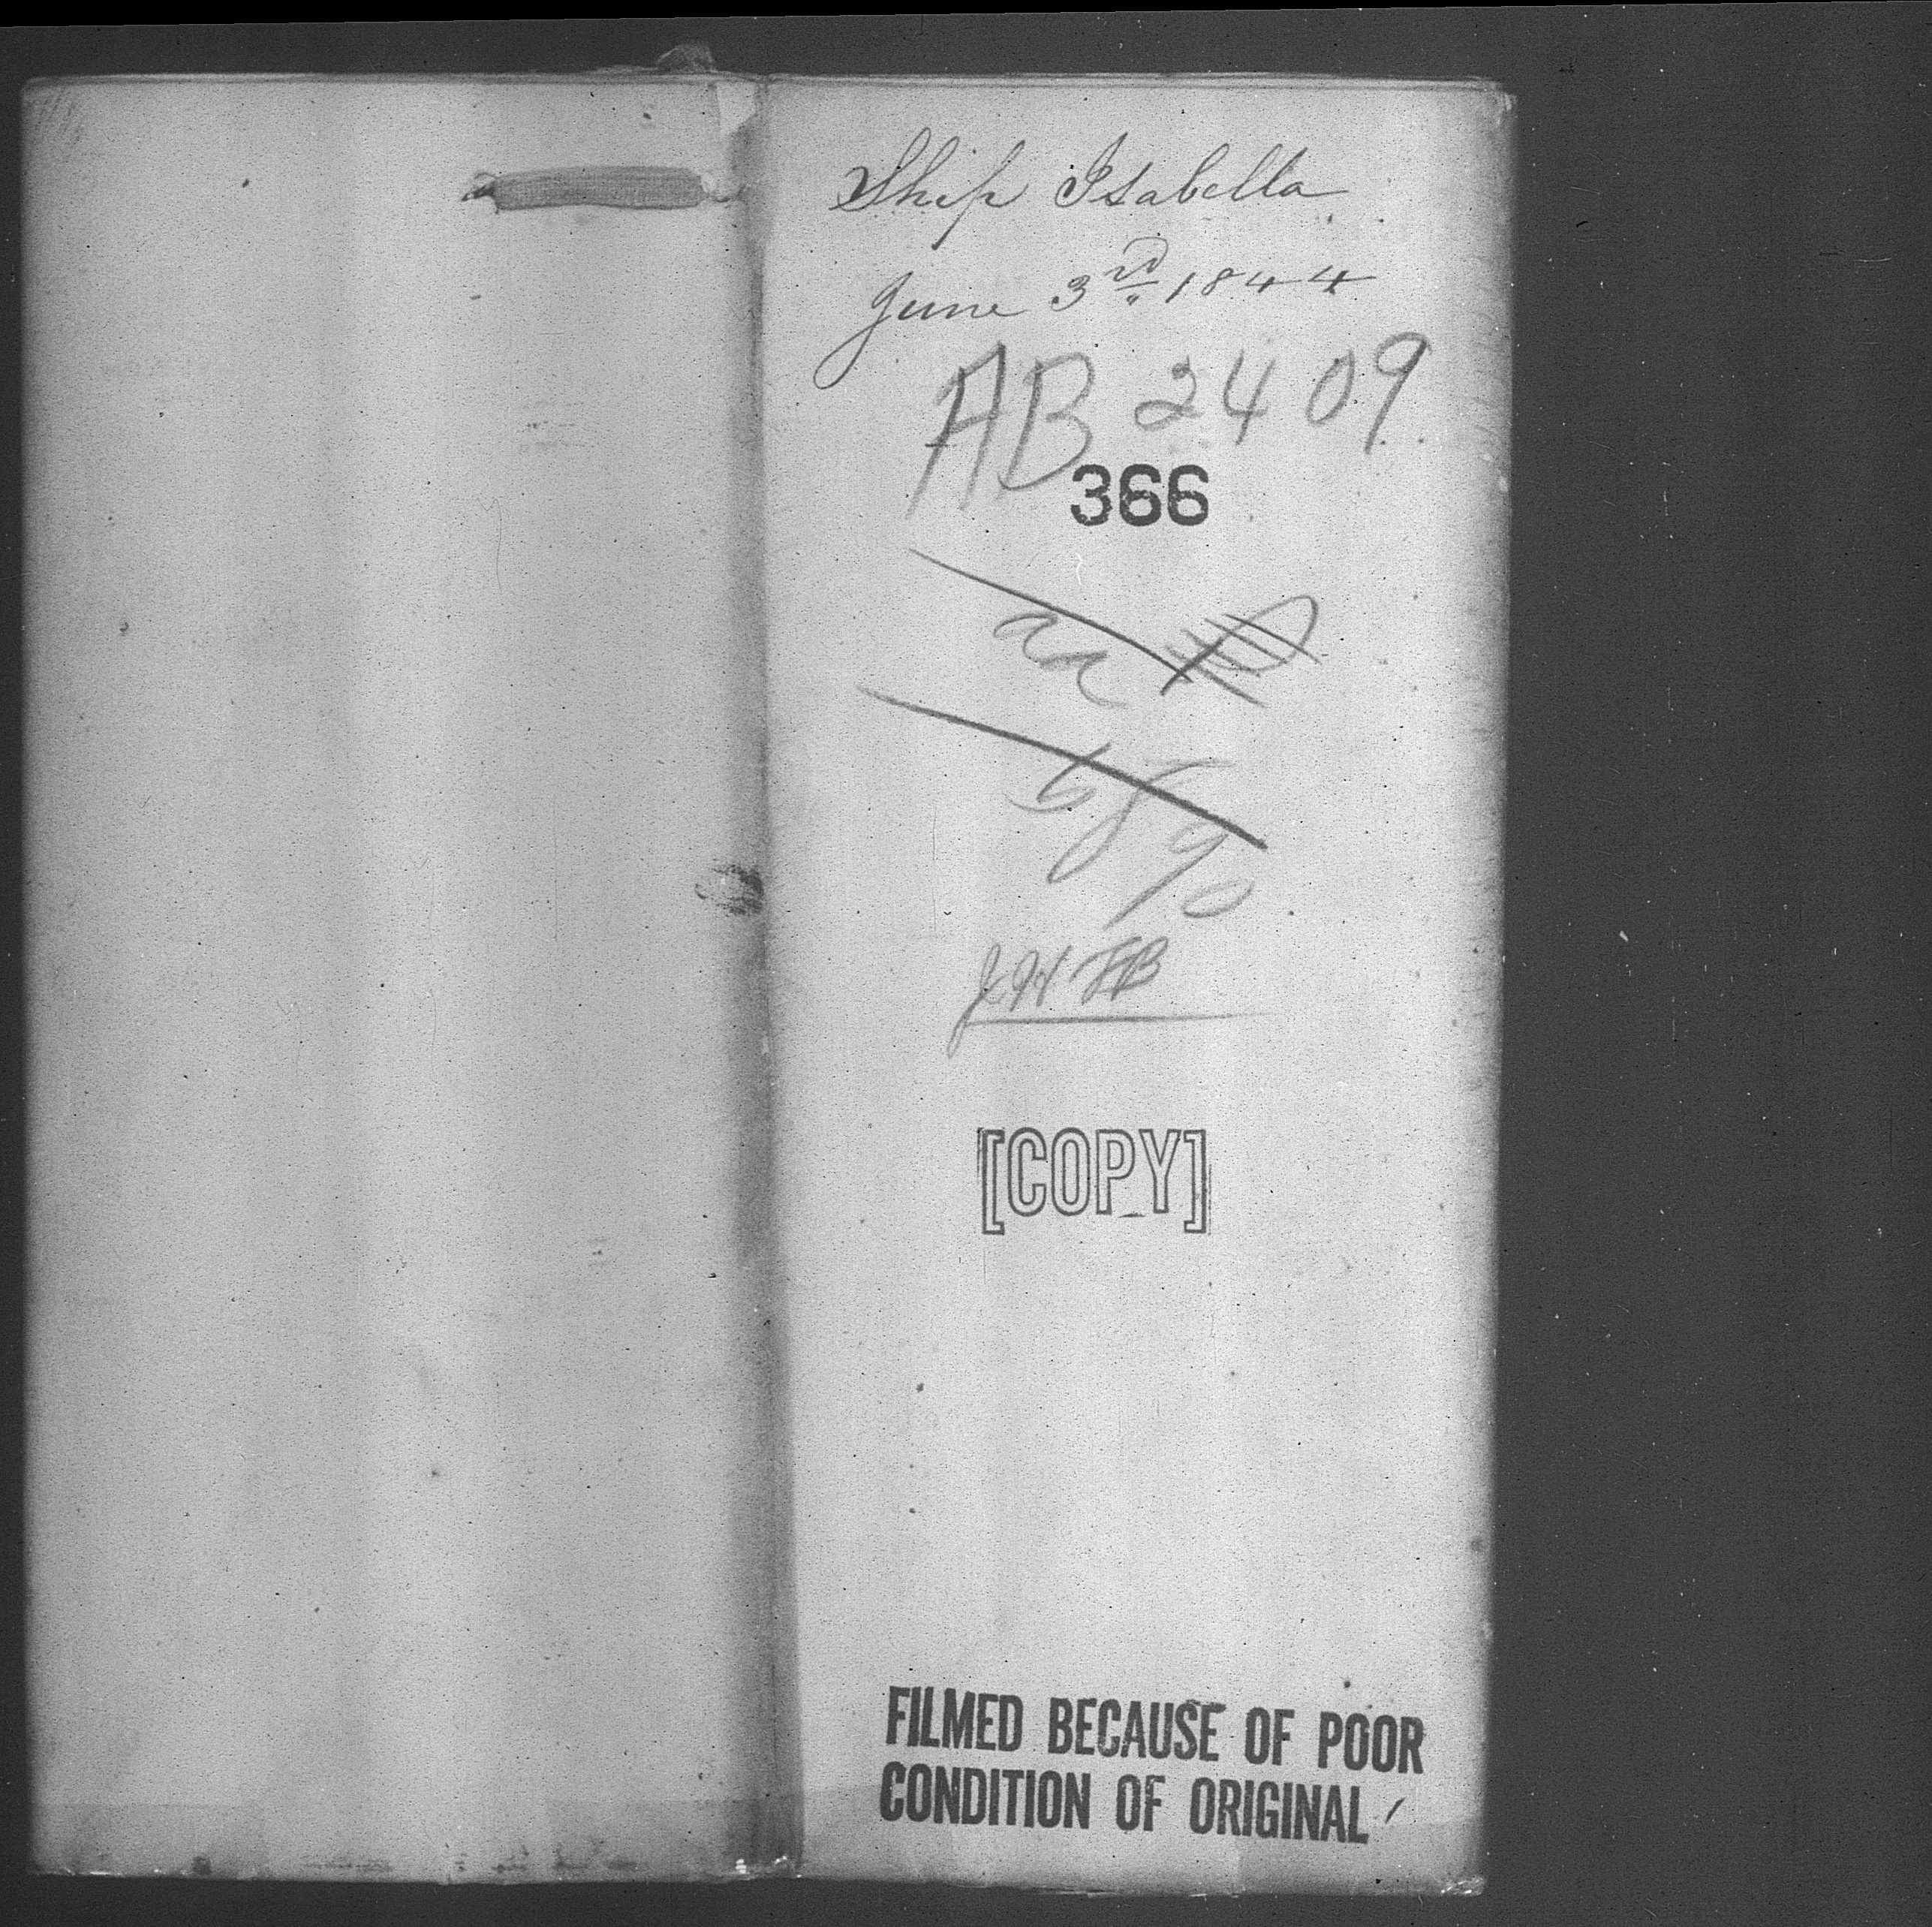 Ship Isabella
June 3rd 1844
AB 2409
366
[COPY]
FILMED BECAUSE OF POOR
CONDITION OF ORIGINAL